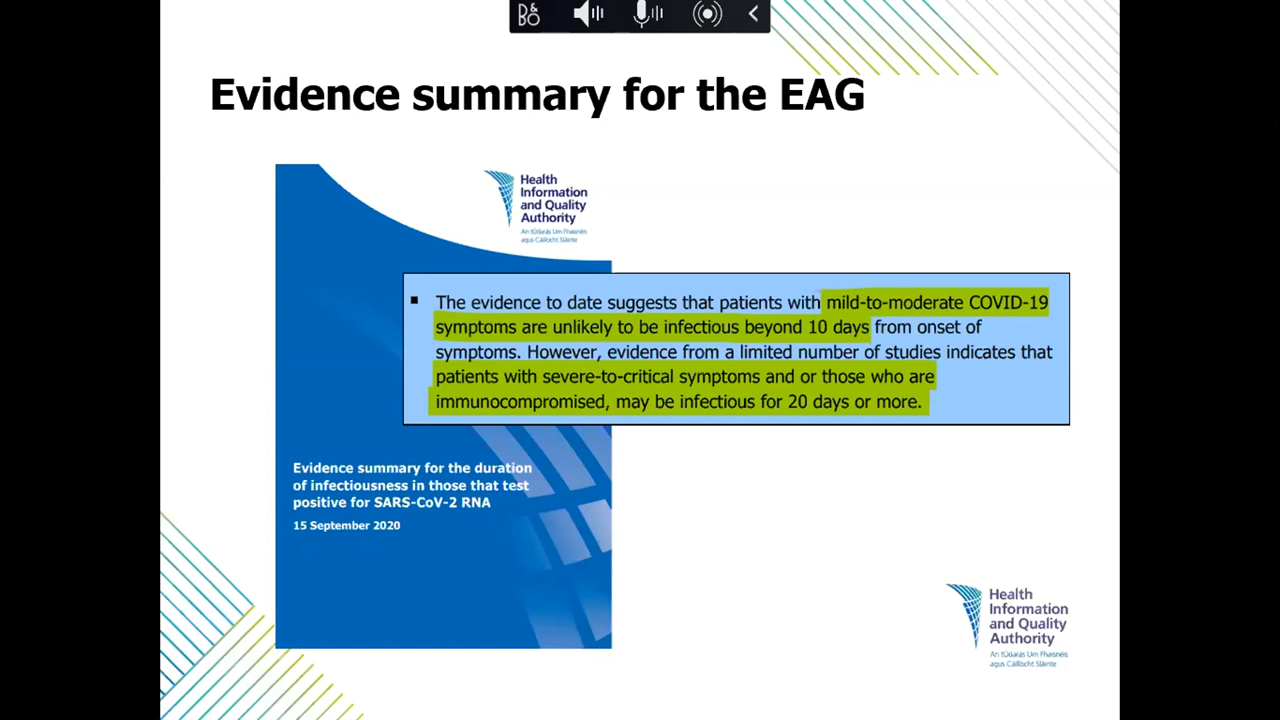 B&O
Evidence summary for the EAG
Health
Information
and Quality
Authority
An tÚdarás Um Fhaisnéis
agus Cáilíocht Sláinte
▪ The evidence to date suggests that patients with mild-to-moderate COVID-19
symptoms are unlikely to be infectious beyond 10 days from onset of
symptoms. However, evidence from a limited number of studies indicates that
patients with severe-to-critical symptoms and or those who are
immunocompromised, may be infectious for 20 days or more.
Evidence summary for the duration
of infectiousness in those that test
positive for SARS-CoV-2 RNA
15 September 2020
Health
Information
and Quality
Authority
An tÚdarás Um Fhaisnéis
agus Cáilíocht Sláinte